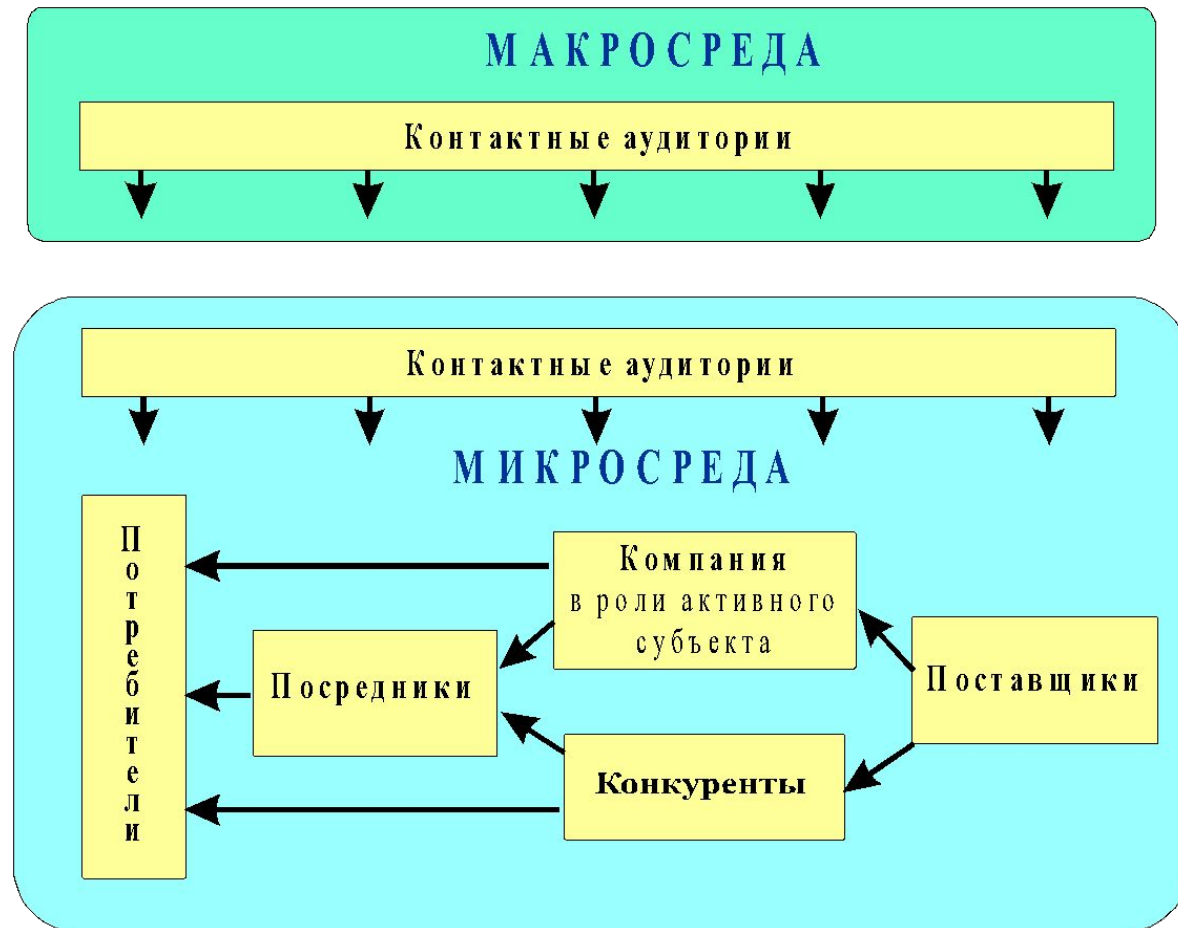 МАКРОСРЕДА
Контактные аудитории
Контактные аудитории
МИКРОСРЕДА
Потребители
Компания
в роли активного
субъекта
Посредники
Поставщики
Конкуренты